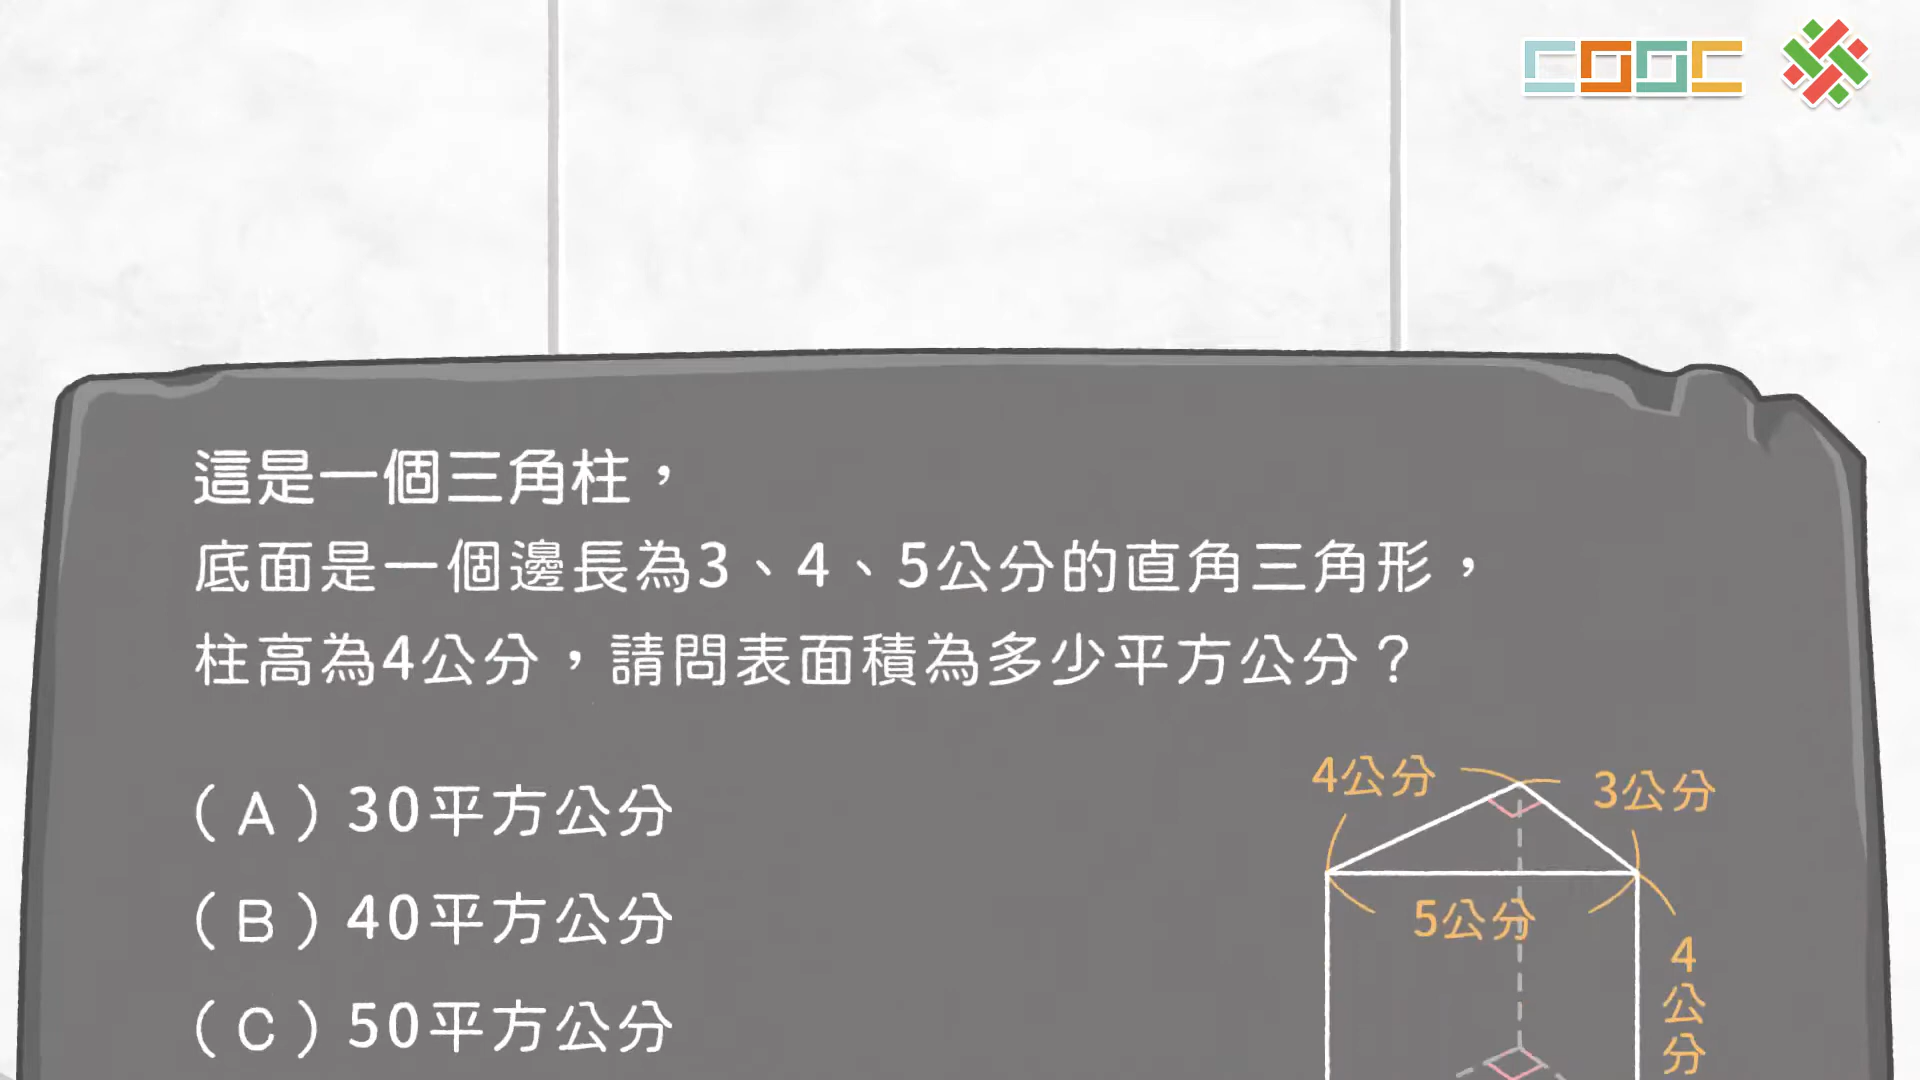 COOC
這是一個三角柱，
底面是一個邊長為3、4、5公分的直角三角形，
柱高為4公分，請問表面積為多少平方公分？
（A）30平方公分
（B）40平方公分
（C）50平方公分
4公分
3公分
5公分
4公分